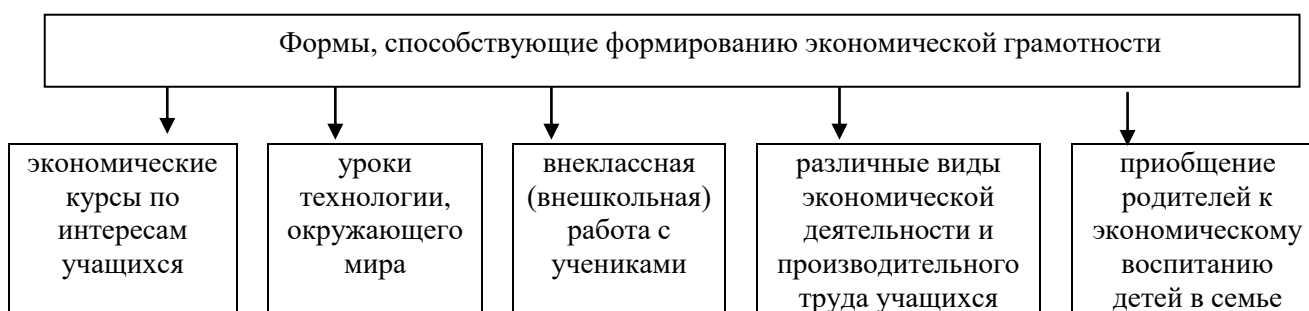 Формы, способствующие формированию экономической грамотности
экономические
курсы по
интересам
учащихся
уроки
технологии,
окружающего
мира
внеклассная
(внешкольная)
работа с
учениками
различные виды
экономической
деятельности и
производительного
труда учащихся
приобщение
родителей к
экономическому
воспитанию
детей в семье